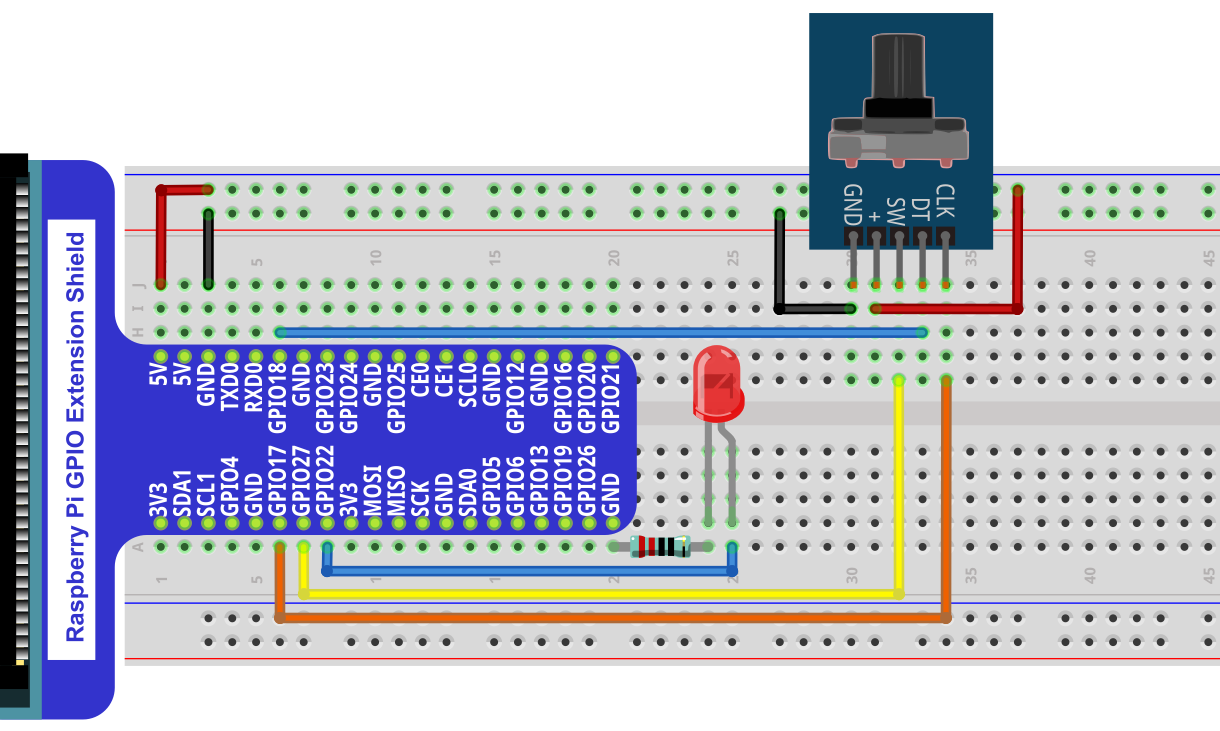 Raspberry Pi GPIO Extension Shield
GND
+
SW
DT
CLK
5
10
15
20
25
30
35
40
45
J
I
H
5V
5V
GND
TXD0
RXD0
GPIO18
GND
GPIO23
GPIO24
GND
GPIO25
CE0
CE1
SCL0
GND
GPIO12
GND
GPIO16
GPIO20
GPIO21
3V3
SDA1
SCL1
GPIO4
GND
GPIO17
GPIO27
GPIO22
3V3
MOSI
MISO
SCK
GND
SDA0
GPIO5
GPIO6
GPIO13
GPIO19
GPIO26
GND
A
1
5
30
35
40
45